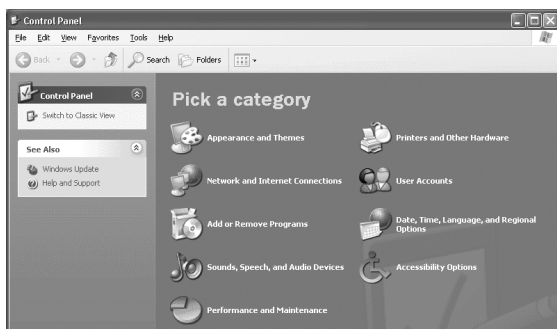 Control Panel
File Edit View Favorites Tools Help
Back Search Folders
Control Panel
Switch to Classic View
See Also
Windows Update
Help and Support
Pick a category
Appearance and Themes
Printers and Other Hardware
Network and Internet Connections
User Accounts
Add or Remove Programs
Date, Time, Language, and Regional
Options
Sounds, Speech, and Audio Devices
Accessibility Options
Performance and Maintenance